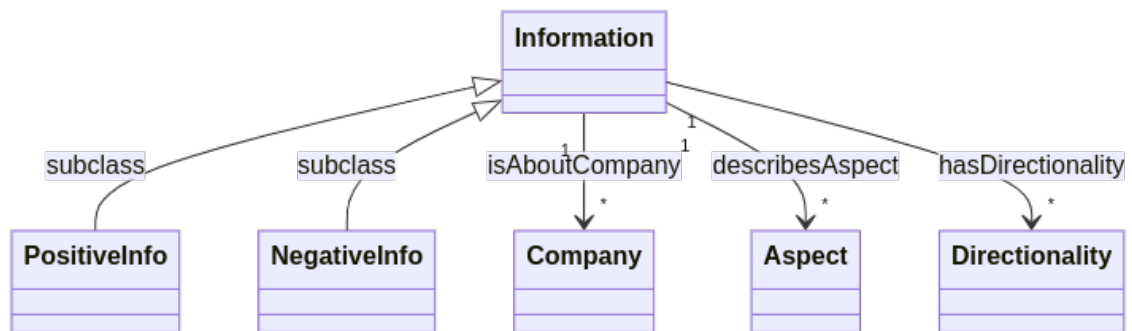 Information
1
1
1
subclass
subclass
isAboutCompany
describesAspect
hasDirectionality
*
*
*
PositiveInfo
NegativeInfo
Company
Aspect
Directionality